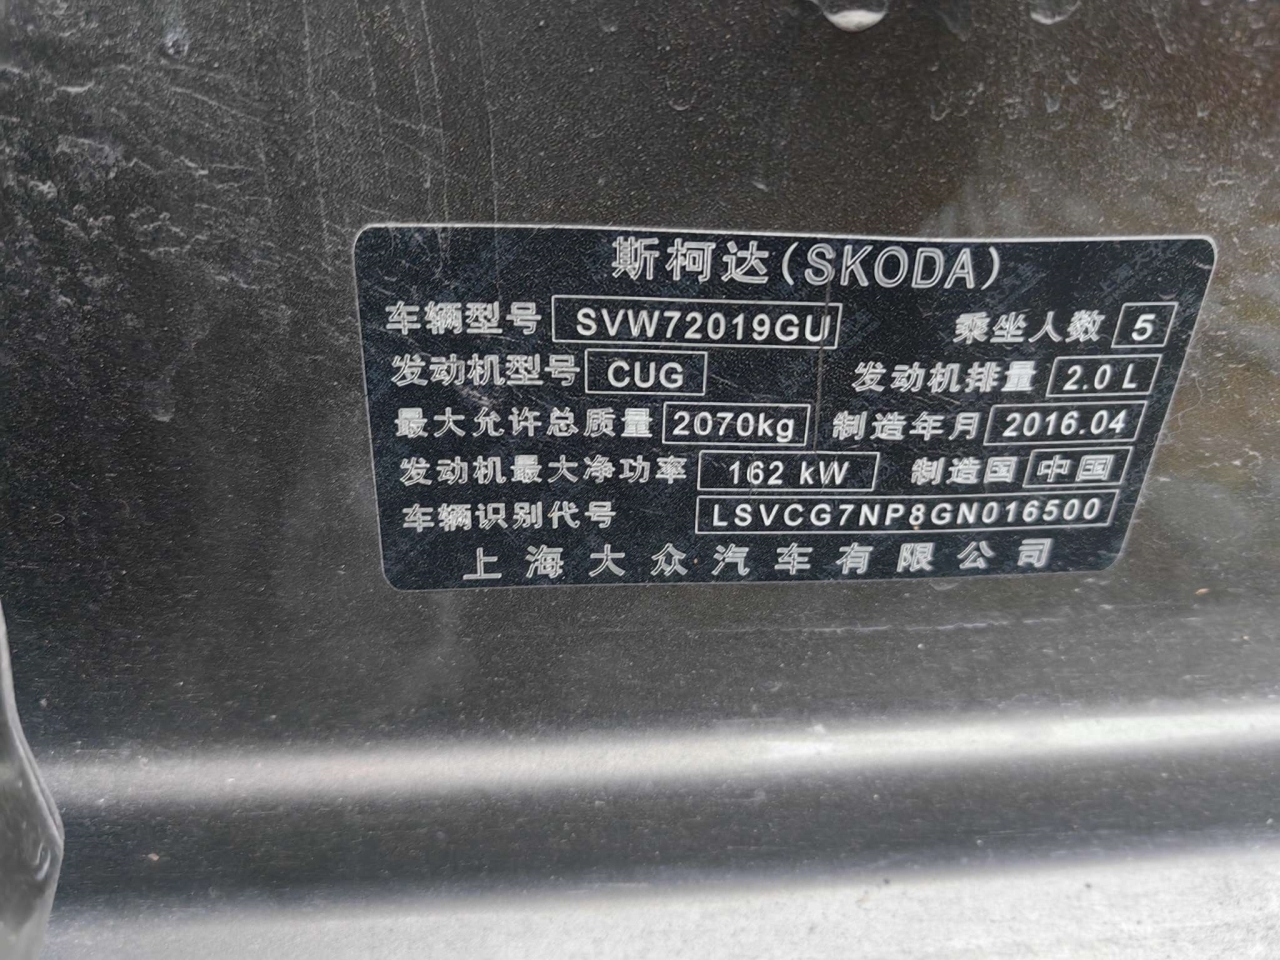 斯柯达(SKODA)
车辆型号 SVW72019GU 乘坐人数 5
发动机型号 CUG 发动机排量 2.0 L
最大允许总质量 2070kg 制造年月 2016.04
发动机最大净功率 162 kW 制造国 中国
车辆识别代号 LSVCG7NP8GN016500
上海大众汽车有限公司